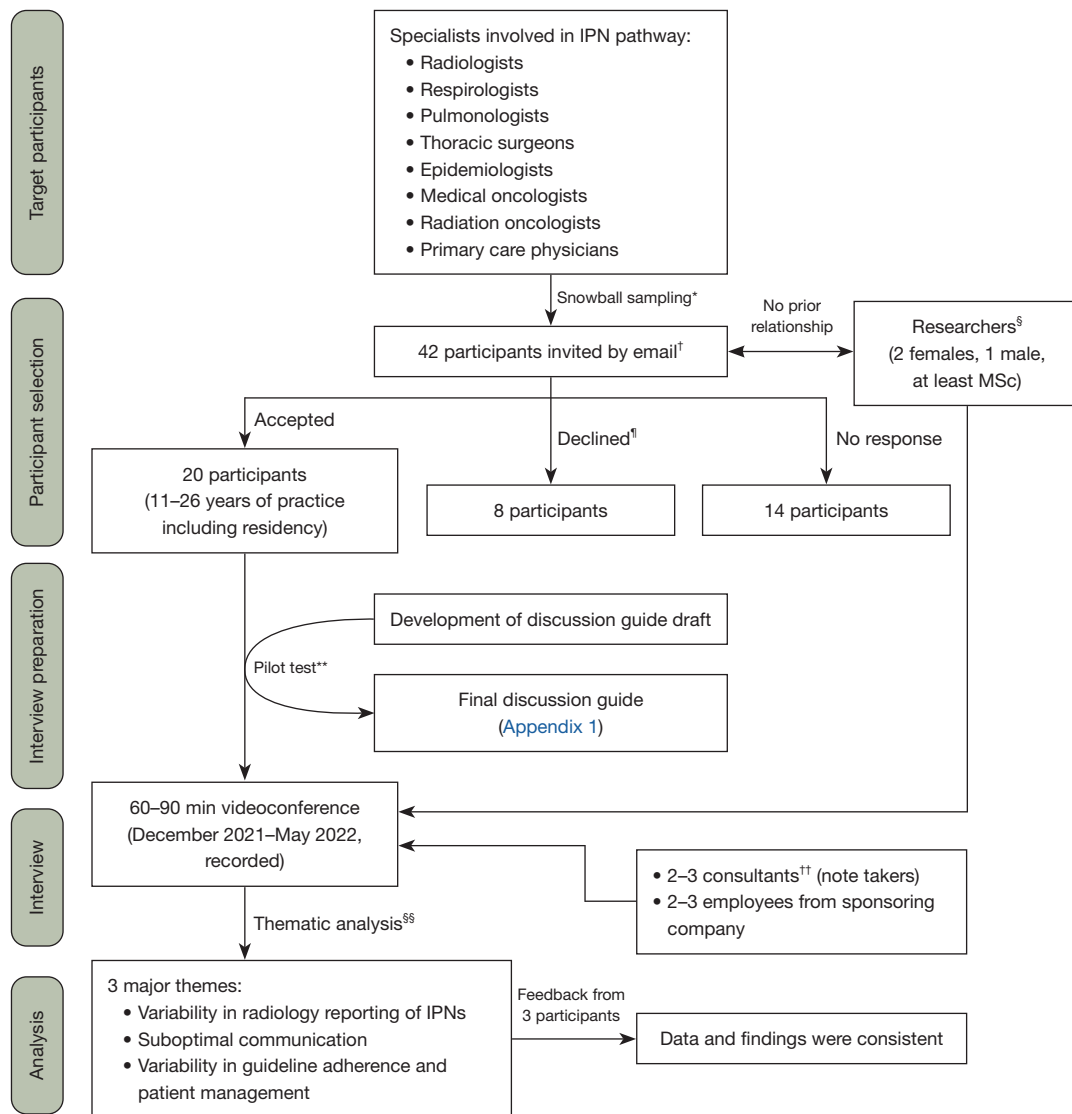 Target participants
Specialists involved in IPN pathway:
• Radiologists
• Respirologists
• Pulmonologists
• Thoracic surgeons
• Epidemiologists
• Medical oncologists
• Radiation oncologists
• Primary care physicians
Snowball sampling*
Participant selection
42 participants invited by email†
No prior
relationship
Researchers§
(2 females, 1 male,
at least MSc)
Accepted
Declined¶
No response
20 participants
(11–26 years of practice
including residency)
8 participants
14 participants
Interview preparation
Development of discussion guide draft
Pilot test**
Final discussion guide
(Appendix 1)
Interview
60–90 min videoconference
(December 2021–May 2022,
recorded)
• 2–3 consultants†† (note takers)
• 2–3 employees from sponsoring
company
Thematic analysis§§
Analysis
3 major themes:
• Variability in radiology reporting of IPNs
• Suboptimal communication
• Variability in guideline adherence and
patient management
Feedback from
3 participants
Data and findings were consistent